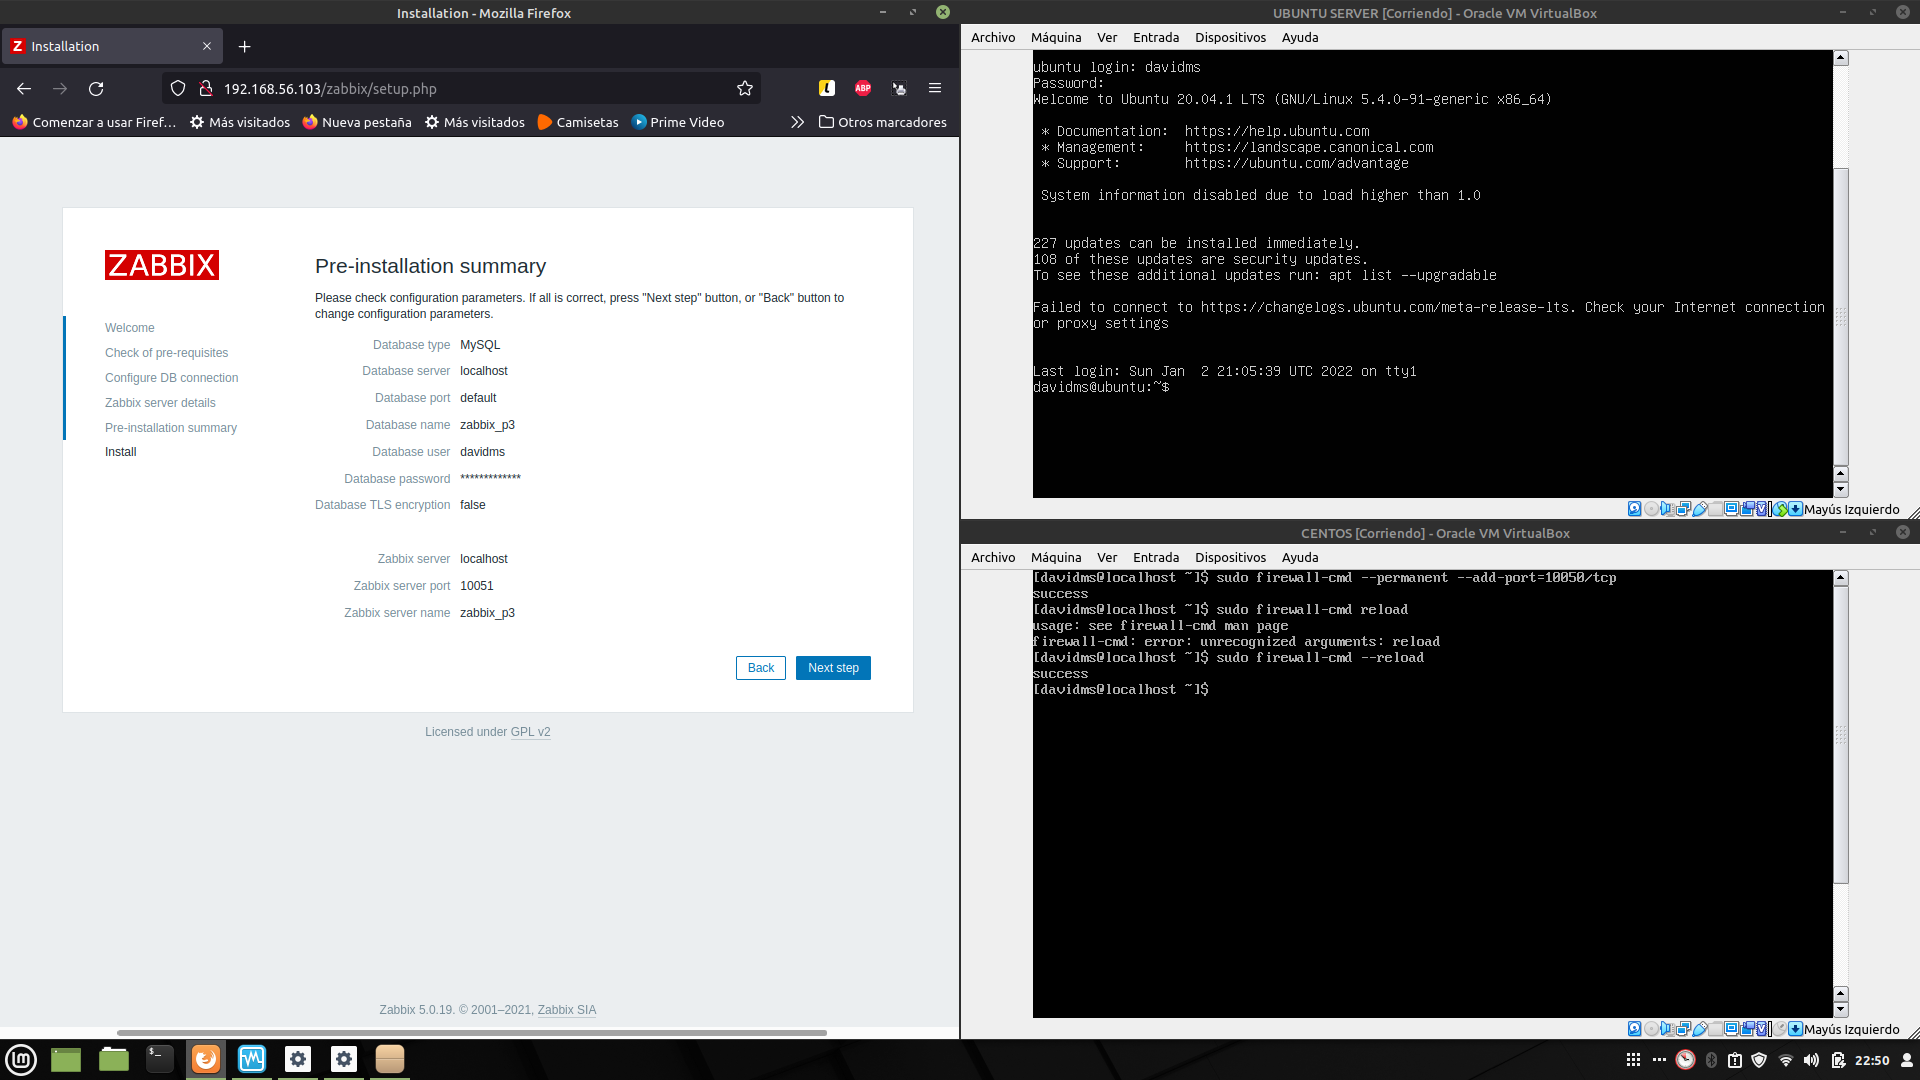 Installation - Mozilla Firefox
Installation
192.168.56.103/zabbix/setup.php
Comenzar a usar Firef…
Más visitados
Nueva pestaña
Más visitados
Camisetas
Prime Video
Otros marcadores
ZABBIX
Welcome
Check of pre-requisites
Configure DB connection
Zabbix server details
Pre-installation summary
Install
Pre-installation summary
Please check configuration parameters. If all is correct, press "Next step" button, or "Back" button to
change configuration parameters.
Database type MySQL
Database server localhost
Database port default
Database name zabbix_p3
Database user davidms
Database password *************
Database TLS encryption false
Zabbix server localhost
Zabbix server port 10051
Zabbix server name zabbix_p3
Back
Next step
Licensed under GPL v2
Zabbix 5.0.19. © 2001–2021, Zabbix SIA
UBUNTU SERVER [Corriendo] - Oracle VM VirtualBox
Archivo Máquina Ver Entrada Dispositivos Ayuda
ubuntu login: davidms
Password:
Welcome to Ubuntu 20.04.1 LTS (GNU/Linux 5.4.0-91-generic x86_64)
* Documentation: https://help.ubuntu.com
* Management: https://landscape.canonical.com
* Support: https://ubuntu.com/advantage
System information disabled due to load higher than 1.0
227 updates can be installed immediately.
108 of these updates are security updates.
To see these additional updates run: apt list --upgradable
Failed to connect to https://changelogs.ubuntu.com/meta-release-lts. Check your Internet connection
or proxy settings
Last login: Sun Jan  2 21:05:39 UTC 2022 on tty1
davidms@ubuntu:~$
Mayús Izquierdo
CENTOS [Corriendo] - Oracle VM VirtualBox
Archivo Máquina Ver Entrada Dispositivos Ayuda
[davidms@localhost ~]$ sudo firewall-cmd --permanent --add-port=10050/tcp
success
[davidms@localhost ~]$ sudo firewall-cmd reload
usage: see firewall-cmd man page
firewall-cmd: error: unrecognized arguments: reload
[davidms@localhost ~]$ sudo firewall-cmd --reload
success
[davidms@localhost ~]$
Mayús Izquierdo
22:50